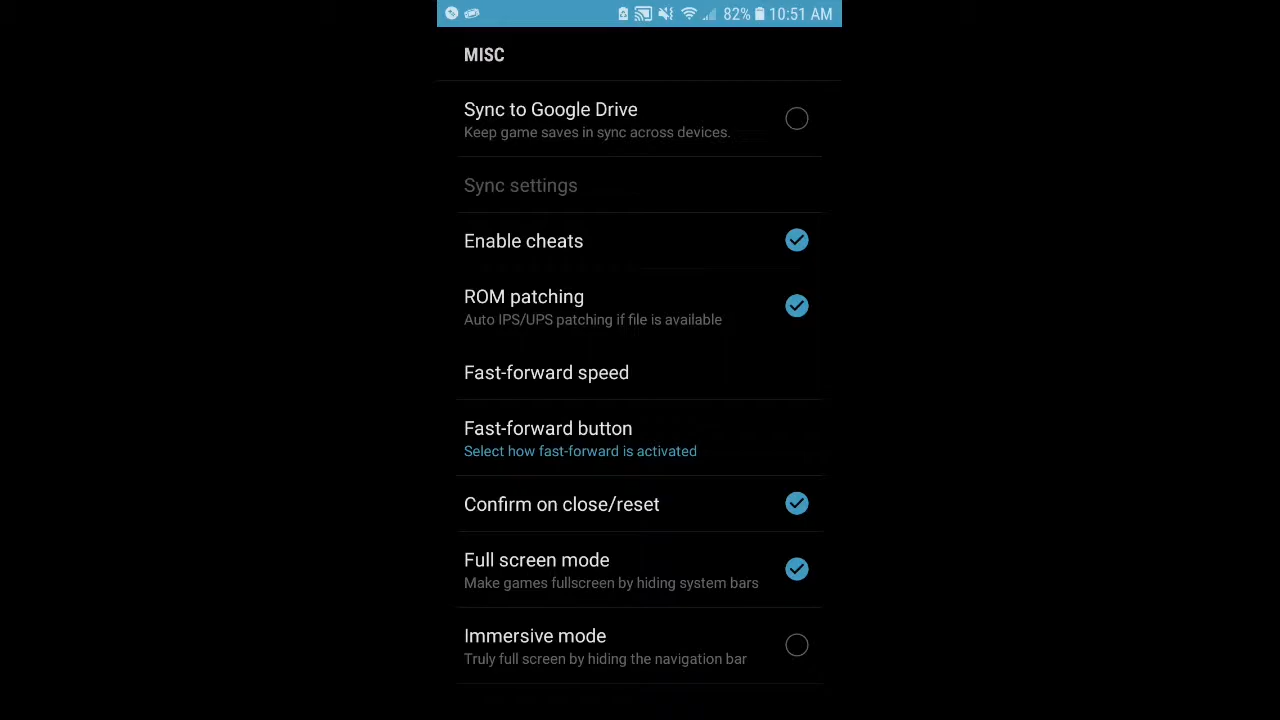 82% 10:51 AM
MISC
Sync to Google Drive
Keep game saves in sync across devices.
Sync settings
Enable cheats
ROM patching
Auto IPS/UPS patching if file is available
Fast-forward speed
Fast-forward button
Select how fast-forward is activated
Confirm on close/reset
Full screen mode
Make games fullscreen by hiding system bars
Immersive mode
Truly full screen by hiding the navigation bar